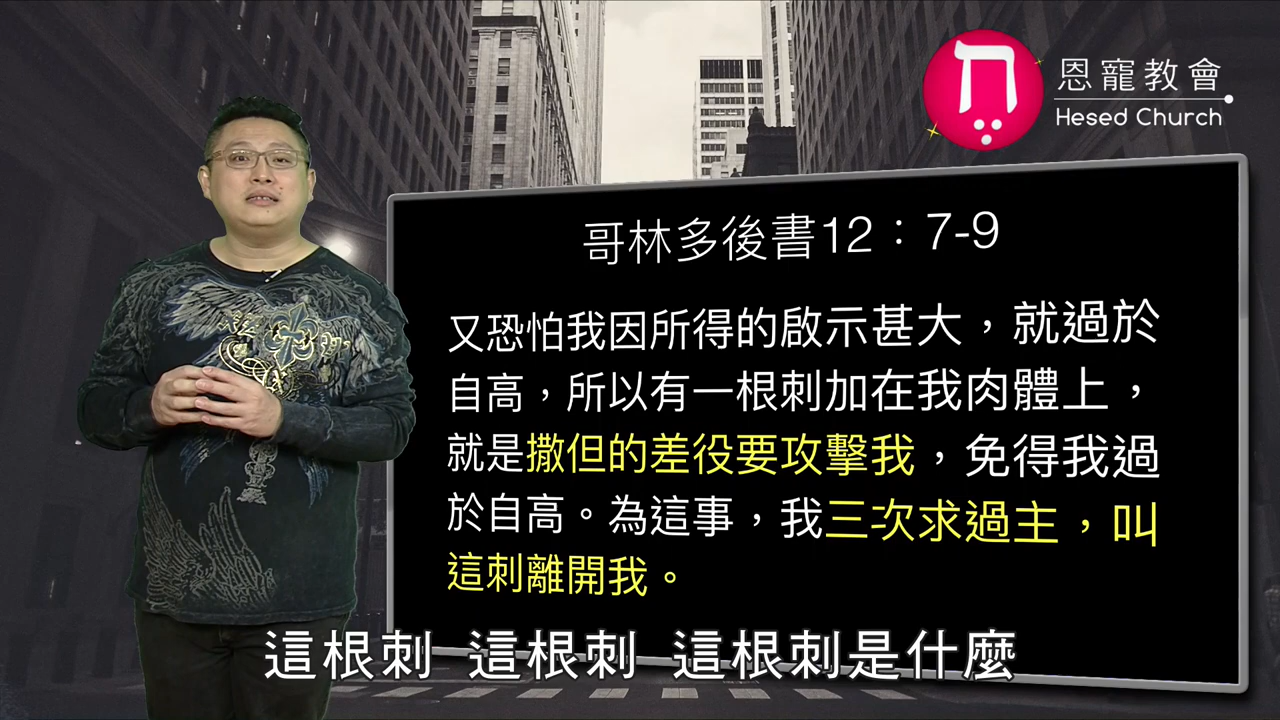 恩寵教會
Hesed Church
哥林多後書12：7-9
又恐怕我因所得的啟示甚大，就過於
自高，所以有一根刺加在我肉體上，
就是撒但的差役要攻擊我，免得我過
於自高。為這事，我三次求過主，叫
這刺離開我。
這根刺 這根刺 這根刺是什麼